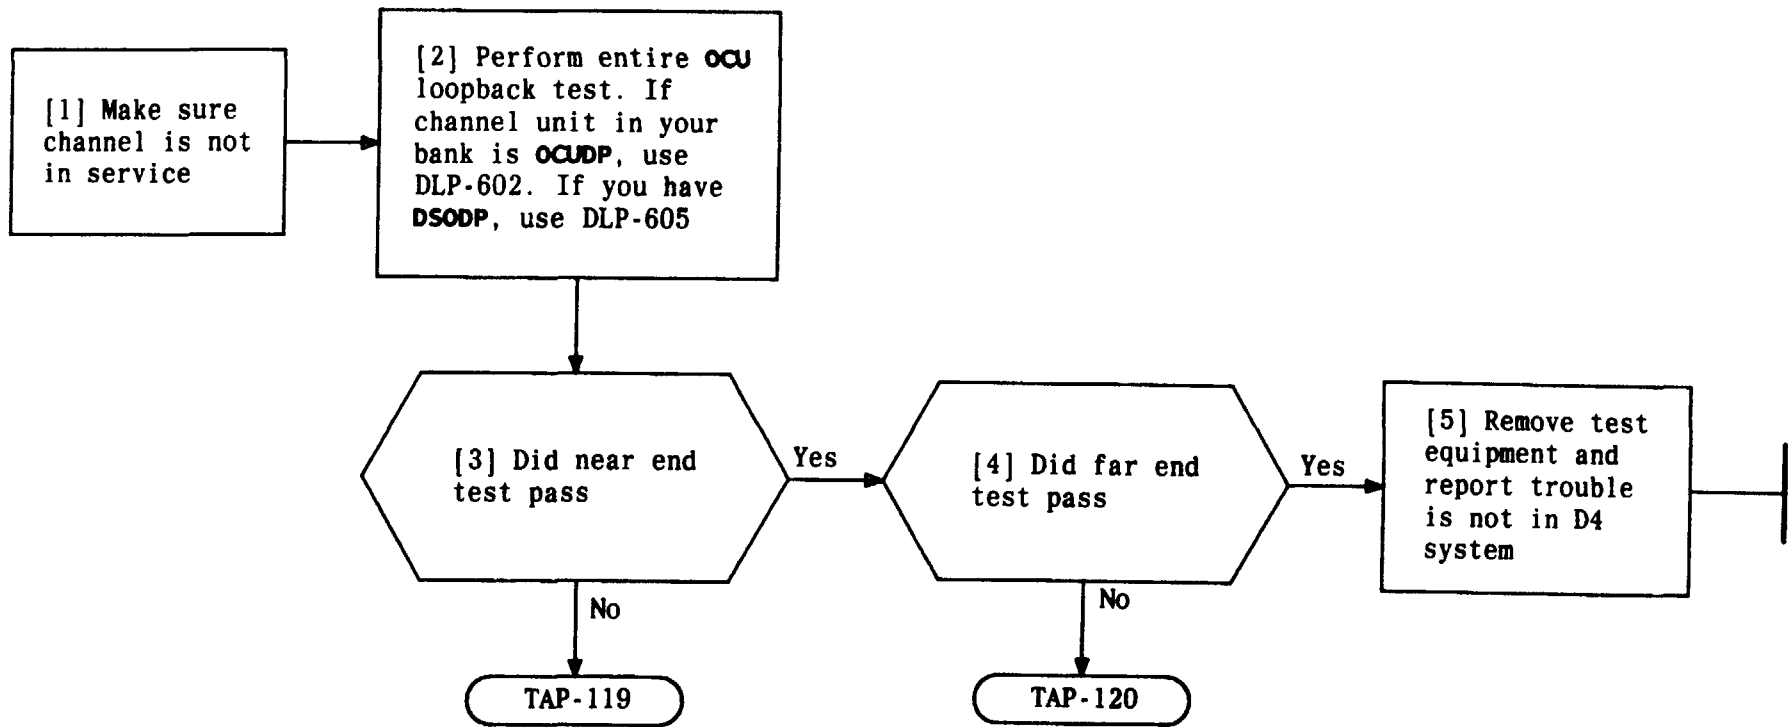 [1] Make sure
channel is not
in service
[2] Perform entire OCU
loopback test. If
channel unit in your
bank is OCUDP, use
DLP-602. If you have
DSODP, use DLP-605
[3] Did near end
test pass
Yes
No
TAP-119
[4] Did far end
test pass
Yes
No
TAP-120
[5] Remove test
equipment and
report trouble
is not in D4
system